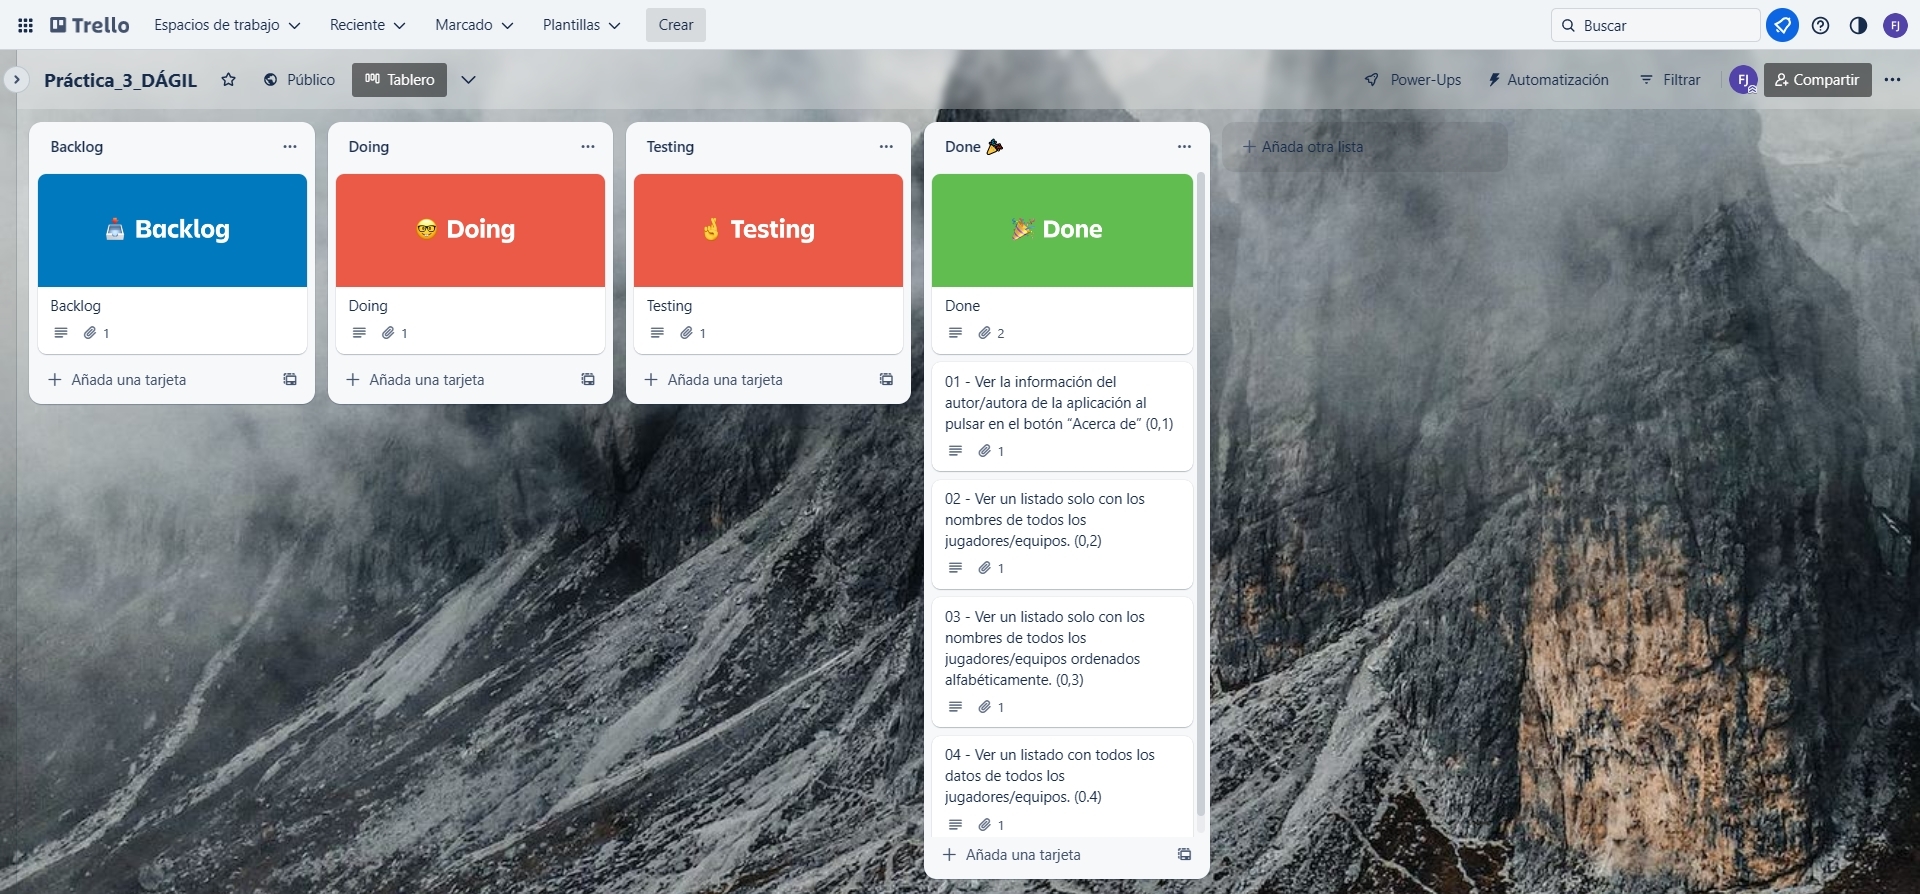 Trello Espacios de trabajo Reciente Marcado Plantillas Crear Buscar FJ
Práctica_3_DÁGIL Público Tablero Power-Ups Automatización Filtrar FJ Compartir
Backlog
Backlog
Backlog
1
Añada una tarjeta
Doing
Doing
Doing
1
Añada una tarjeta
Testing
Testing
Testing
1
Añada una tarjeta
Done
Done
Done
2
01 - Ver la información del
autor/autora de la aplicación al
pulsar en el botón “Acerca de” (0,1)
1
02 - Ver un listado solo con los
nombres de todos los
jugadores/equipos. (0,2)
1
03 - Ver un listado solo con los
nombres de todos los
jugadores/equipos ordenados
alfabéticamente. (0,3)
1
04 - Ver un listado con todos los
datos de todos los
jugadores/equipos. (0.4)
1
Añada una tarjeta
Añada otra lista